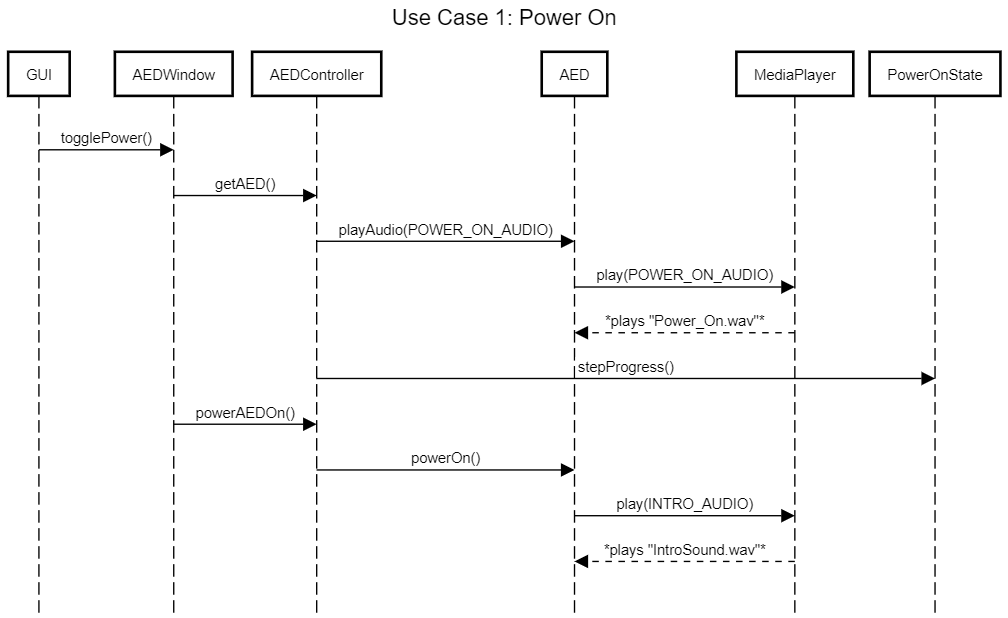 Use Case 1: Power On
GUI
AEDWindow
AEDController
AED
MediaPlayer
PowerOnState
togglePower()
getAED()
playAudio(POWER_ON_AUDIO)
play(POWER_ON_AUDIO)
*plays "Power_On.wav"*
stepProgress()
powerAEDOn()
powerOn()
play(INTRO_AUDIO)
*plays "IntroSound.wav"*